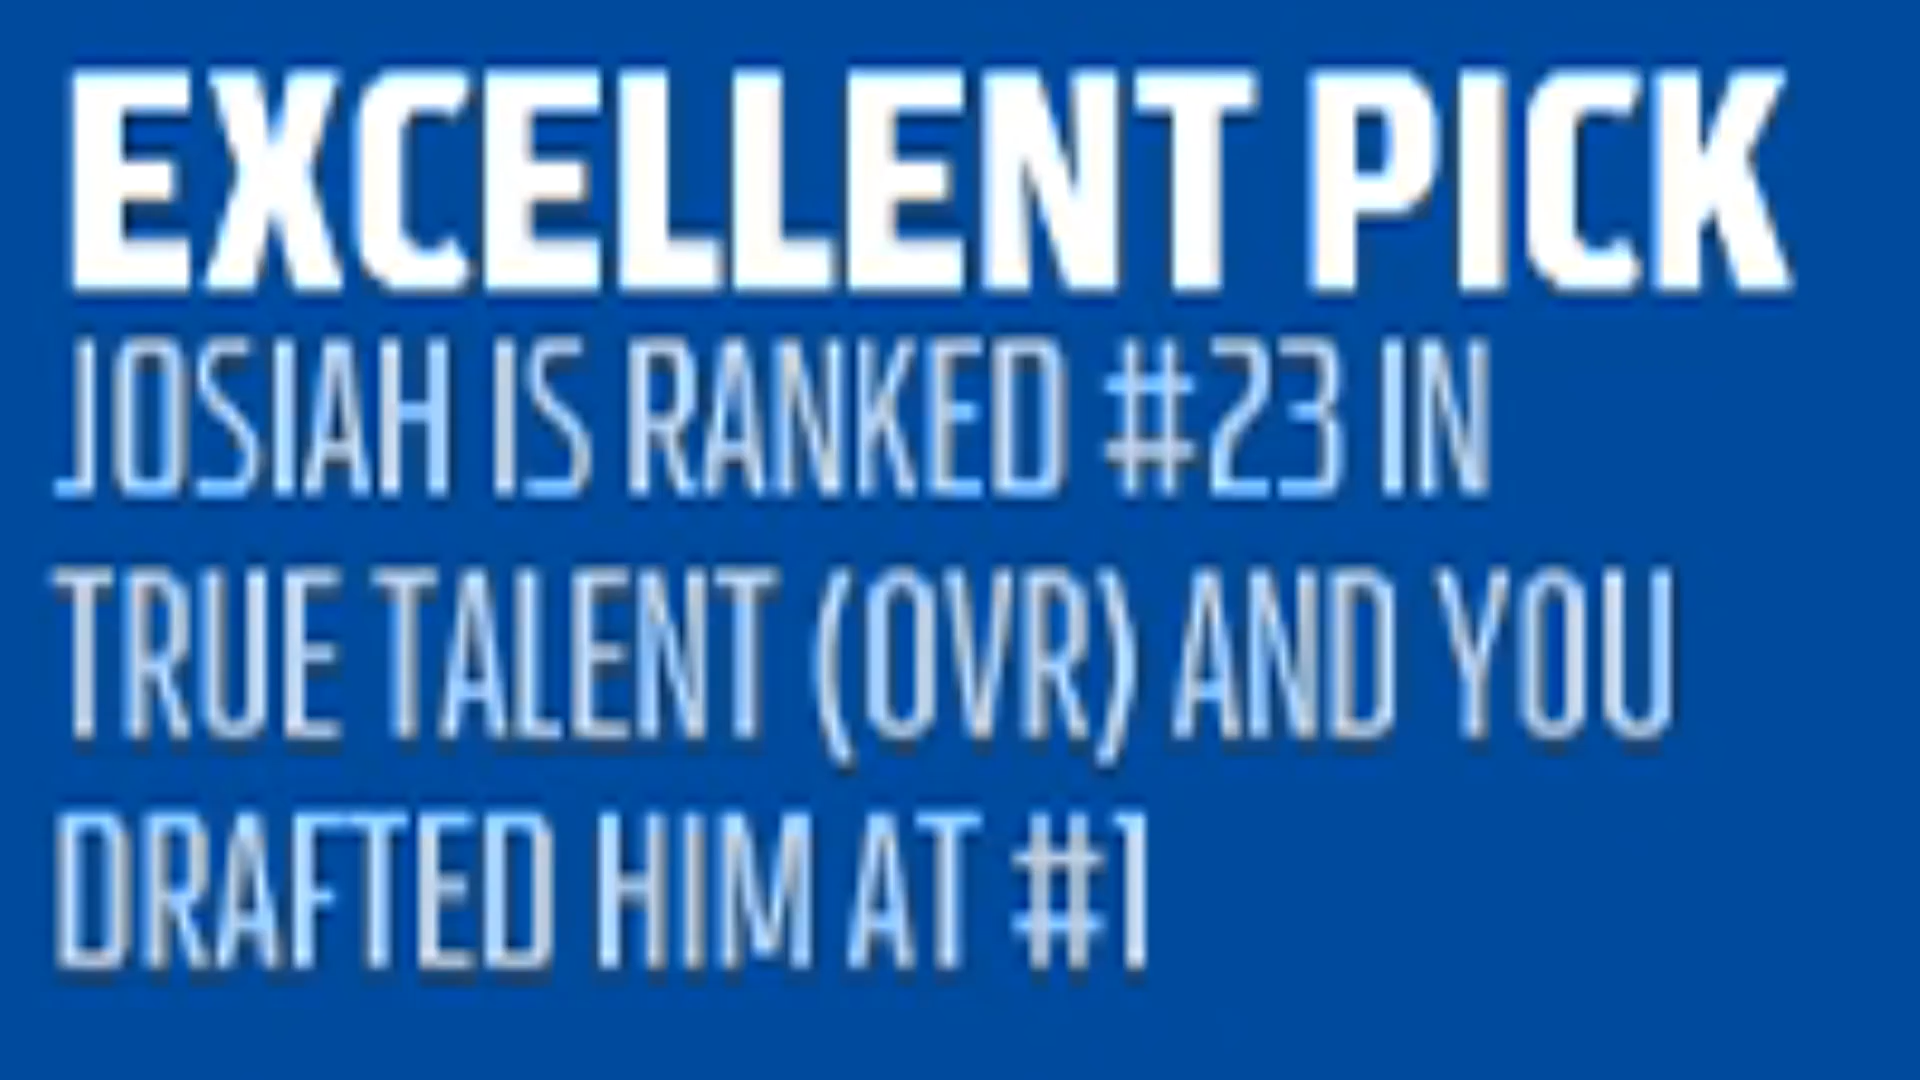 EXCELLENT PICK
JOSIAH IS RANKED #23 IN
TRUE TALENT (OVR) AND YOU
DRAFTED HIM AT #1